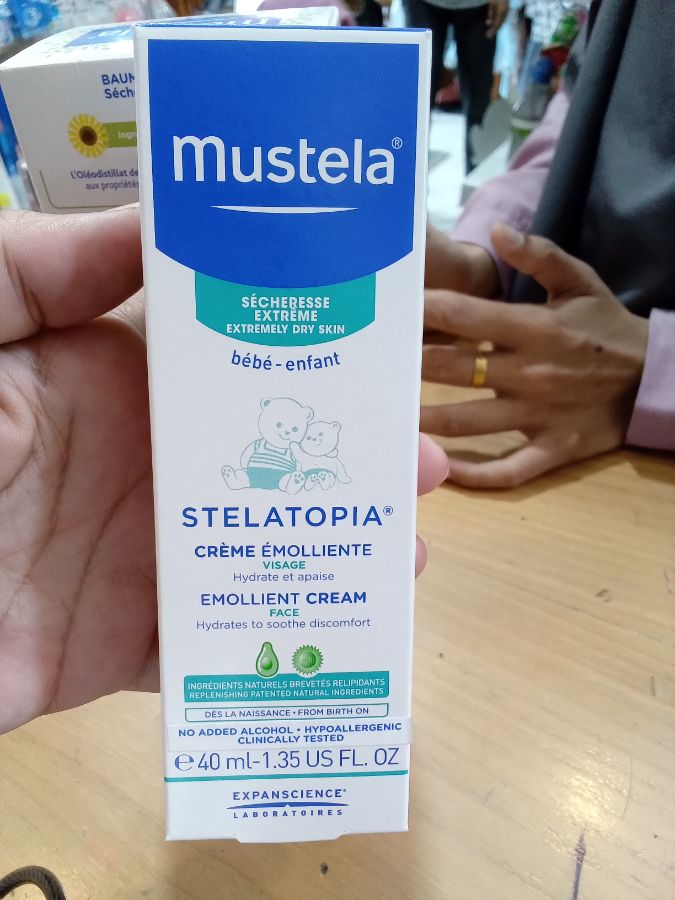 mustela®
SÉCHERESSE
EXTRÊME
EXTREMELY DRY SKIN
bébé-enfant
STELATOPIA®
CRÈME ÉMOLLIENTE
VISAGE
Hydrate et apaise
EMOLLIENT CREAM
FACE
Hydrates to soothe discomfort
INGRÉDIENTS NATURELS BREVETÉS RELIPIDANTS
REPLENISHING PATENTED NATURAL INGREDIENTS
DÈS LA NAISSANCE • FROM BIRTH ON
NO ADDED ALCOHOL • HYPOALLERGENIC
CLINICALLY TESTED
℮ 40 ml-1.35 US FL. OZ
EXPANSCIENCE®
LABORATOIRES
L'Oléodistillat de
aux propriétés